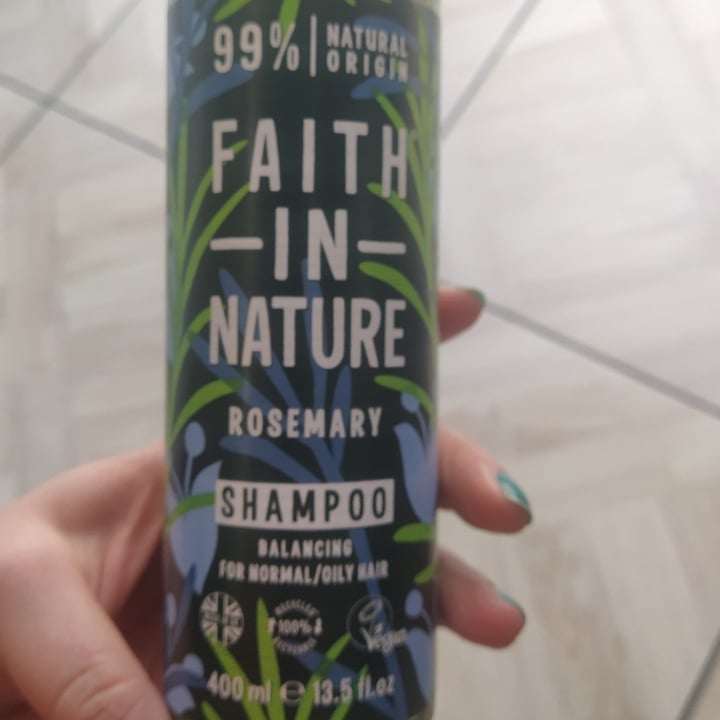 99% NATURAL
ORIGIN
FAITH
—IN—
NATURE
ROSEMARY
SHAMPOO
BALANCING
FOR NORMAL/OILY HAIR
100%
Vegan
400 ml ℮ 13.5 fl.oz